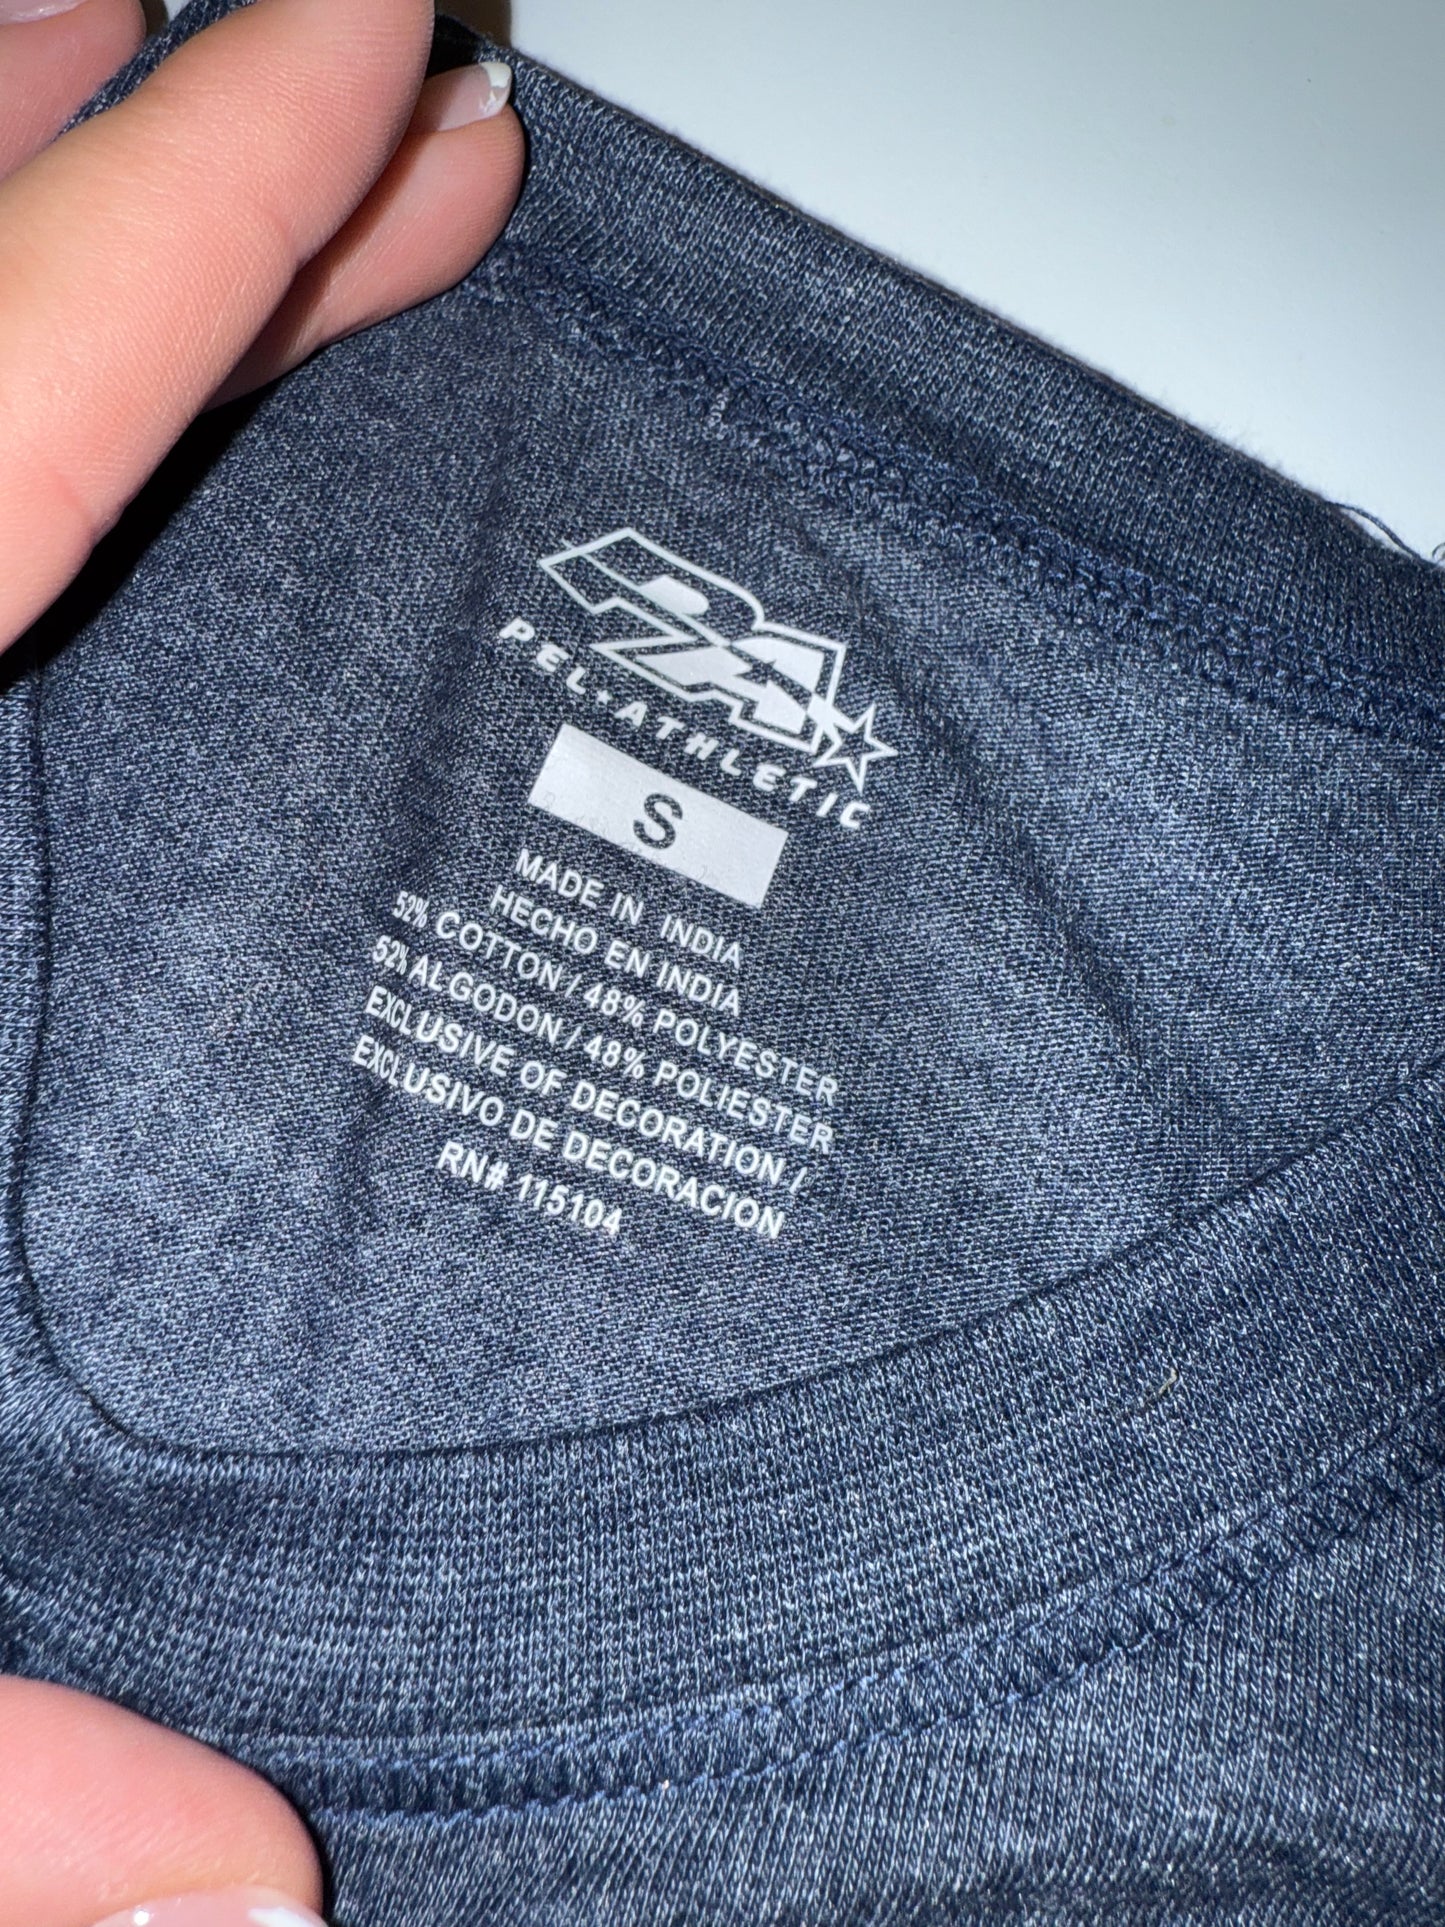 PA
PEL★ATHLETIC
S
MADE IN INDIA
HECHO EN INDIA
52% COTTON / 48% POLYESTER
52% ALGODON / 48% POLIESTER
EXCLUSIVE OF DECORATION /
EXCLUSIVO DE DECORACION
RN# 115104